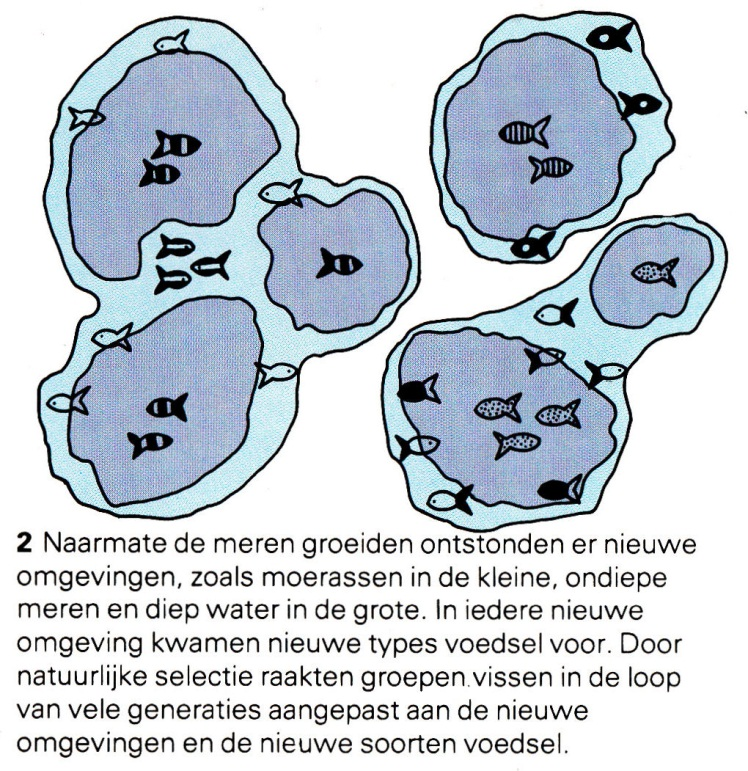 2 Naarmate de meren groeiden ontstonden er nieuwe
omgevingen, zoals moerassen in de kleine, ondiepe
meren en diep water in de grote. In iedere nieuwe
omgeving kwamen nieuwe types voedsel voor. Door
natuurlijke selectie raakten groepen vissen in de loop
van vele generaties aangepast aan de nieuwe
omgevingen en de nieuwe soorten voedsel.